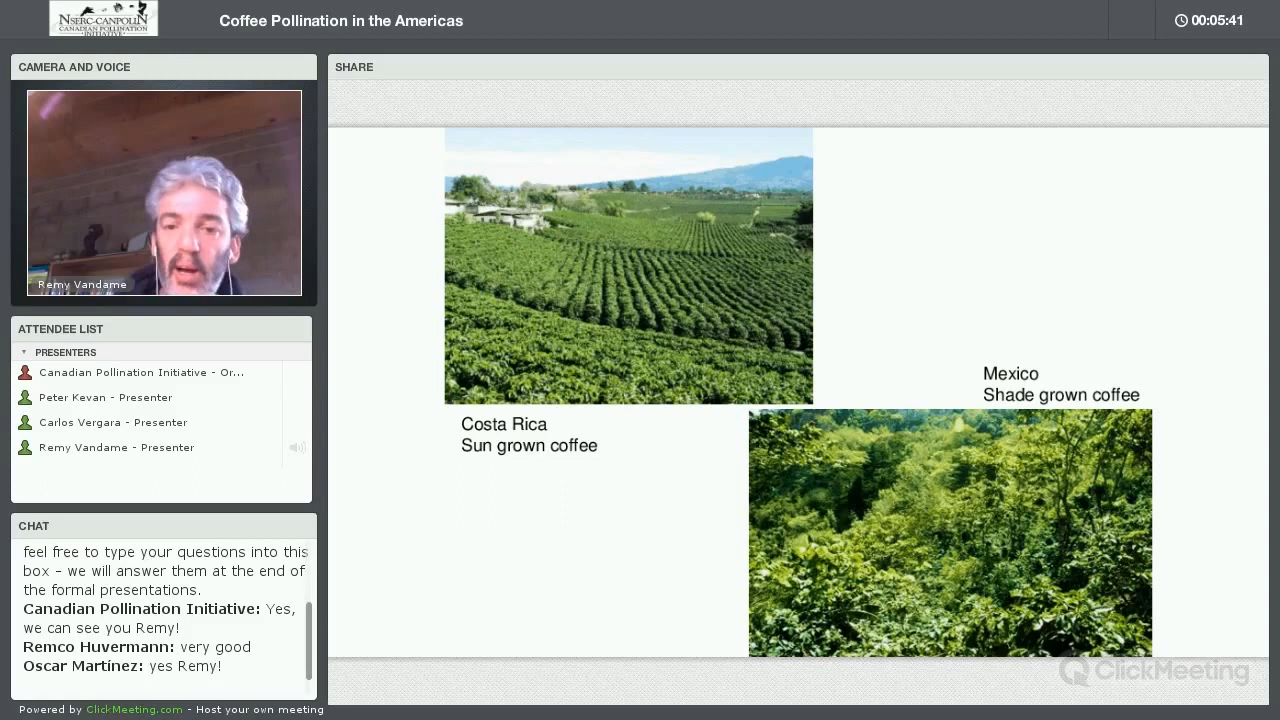 NSERC-CANPOLIN
CANADIAN POLLINATION
INITIATIVE
Coffee Pollination in the Americas
00:05:41
CAMERA AND VOICE
Remy Vandame
ATTENDEE LIST
PRESENTERS
Canadian Pollination Initiative - Or...
Peter Kevan - Presenter
Carlos Vergara - Presenter
Remy Vandame - Presenter
CHAT
feel free to type your questions into this
box – we will answer them at the end of
the formal presentations.
Canadian Pollination Initiative: Yes,
we can see you Remy!
Remco Huvermann: very good
Oscar Martínez: yes Remy!
Powered by ClickMeeting.com - Host your own meeting
SHARE
Costa Rica
Sun grown coffee
Mexico
Shade grown coffee
ClickMeeting